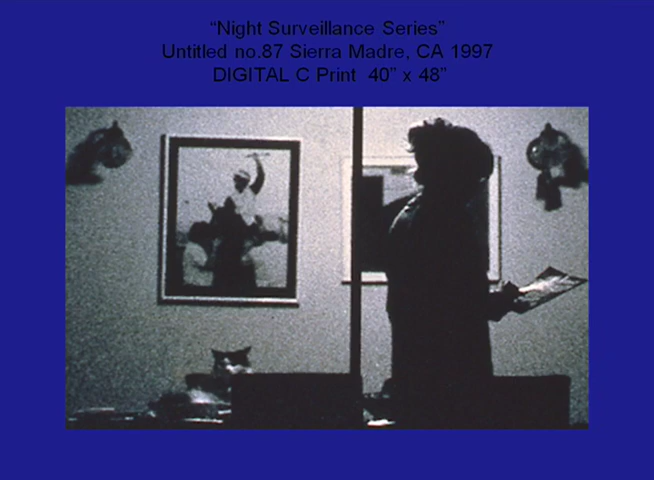 “Night Surveillance Series”
Untitled no.87 Sierra Madre, CA 1997
DIGITAL C Print  40” x 48”